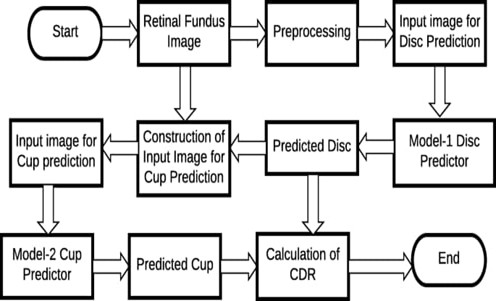 Start
Retinal Fundus
Image
Preprocessing
Input image for
Disc Prediction
Model-1 Disc
Predictor
Predicted Disc
Construction of
Input Image for
Cup Prediction
Input image for
Cup prediction
Model-2 Cup
Predictor
Predicted Cup
Calculation of
CDR
End